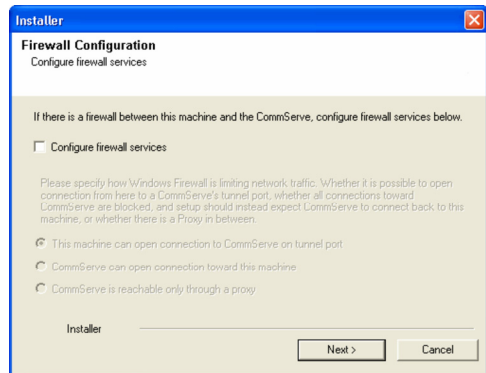 Installer
Firewall Configuration
Configure firewall services
If there is a firewall between this machine and the CommServe, configure firewall services below.
Configure firewall services
Please specify how Windows Firewall is limiting network traffic. Whether it is possible to open
connection from here to a CommServe's tunnel port, whether all connections toward
CommServe are blocked, and setup should instead expect CommServe to connect back to this
machine, or whether there is a Proxy in between.
This machine can open connection to CommServe on tunnel port
CommServe can open connection toward this machine
CommServe is reachable only through a proxy
Installer
Next >
Cancel